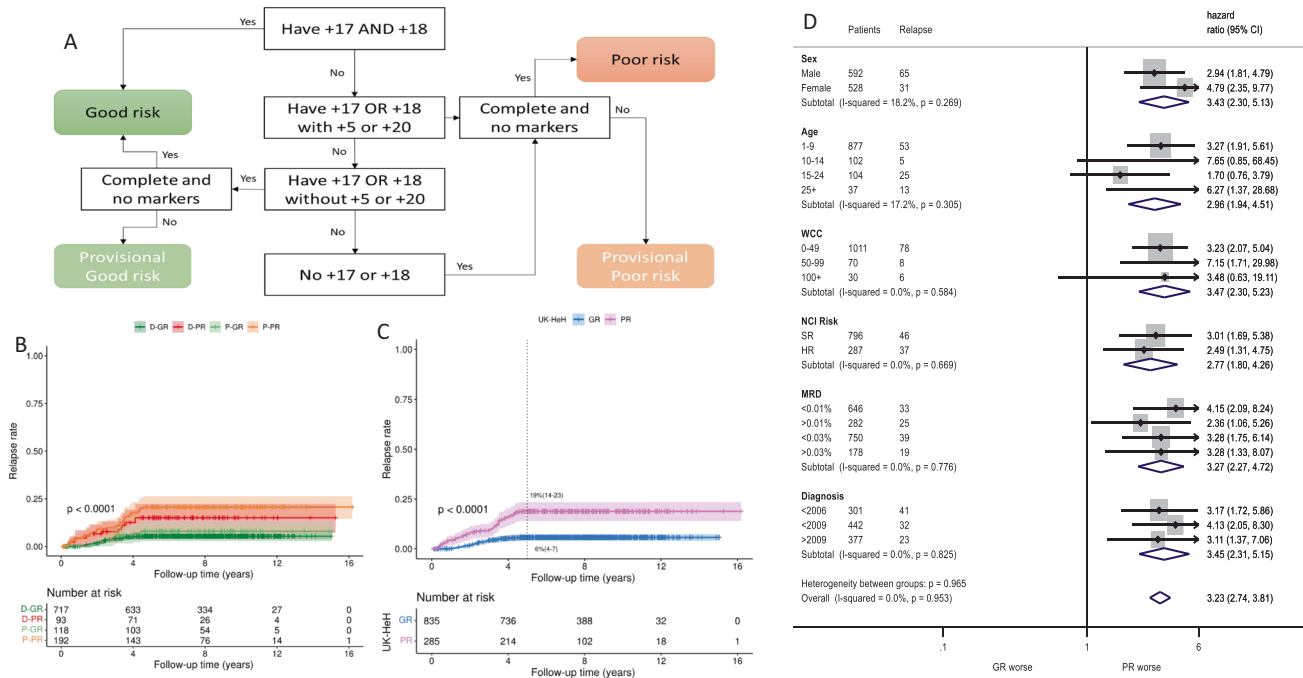 A
Have +17 AND +18
Yes
No
Good risk
Poor risk
Have +17 OR +18
with +5 or +20
Complete and
no markers
Yes
No
No
Yes
Complete and
no markers
Yes
No
Have +17 OR +18
without +5 or +20
No
Provisional
Good risk
No +17 or +18
Yes
Provisional
Poor risk
B
D-GR D-PR P-GR P-PR
1.00
0.75
0.50
0.25
0.00
Relapse rate
p < 0.0001
0 4 8 12 16
Follow-up time (years)
Number at risk
D-GR 717 633 334 27 0
D-PR 93 71 26 4 0
P-GR 118 103 54 5 0
P-PR 192 143 76 14 1
0 4 8 12 16
Follow-up time (years)
C
UK-HeH GR PR
1.00
0.75
0.50
0.25
0.00
Relapse rate
p < 0.0001
19%(14-23)
6%(4-7)
0 4 8 12 16
Follow-up time (years)
Number at risk
UK-HeH
GR 835 736 388 32 0
PR 285 214 102 18 1
0 4 8 12 16
Follow-up time (years)
D
hazard
Patients Relapse ratio (95% CI)
Sex
Male 592 65 2.94 (1.81, 4.79)
Female 528 31 4.79 (2.35, 9.77)
Subtotal (I-squared = 18.2%, p = 0.269) 3.43 (2.30, 5.13)
Age
1-9 877 53 3.27 (1.91, 5.61)
10-14 102 5 7.65 (0.85, 68.45)
15-24 104 25 1.70 (0.76, 3.79)
25+ 37 13 6.27 (1.37, 28.68)
Subtotal (I-squared = 17.2%, p = 0.305) 2.96 (1.94, 4.51)
WCC
0-49 1011 78 3.23 (2.07, 5.04)
50-99 70 8 7.15 (1.71, 29.98)
100+ 30 6 3.48 (0.63, 19.11)
Subtotal (I-squared = 0.0%, p = 0.584) 3.47 (2.30, 5.23)
NCI Risk
SR 796 46 3.01 (1.69, 5.38)
HR 287 37 2.49 (1.31, 4.75)
Subtotal (I-squared = 0.0%, p = 0.669) 2.77 (1.80, 4.26)
MRD
<0.01% 646 33 4.15 (2.09, 8.24)
>0.01% 282 25 2.36 (1.06, 5.26)
<0.03% 750 39 3.28 (1.75, 6.14)
>0.03% 178 19 3.28 (1.33, 8.07)
Subtotal (I-squared = 0.0%, p = 0.776) 3.27 (2.27, 4.72)
Diagnosis
<2006 301 41 3.17 (1.72, 5.86)
<2009 442 32 4.13 (2.05, 8.30)
>2009 377 23 3.11 (1.37, 7.06)
Subtotal (I-squared = 0.0%, p = 0.825) 3.45 (2.31, 5.15)
Heterogeneity between groups: p = 0.965
Overall (I-squared = 0.0%, p = 0.953) 3.23 (2.74, 3.81)
.1 1 6
GR worse PR worse